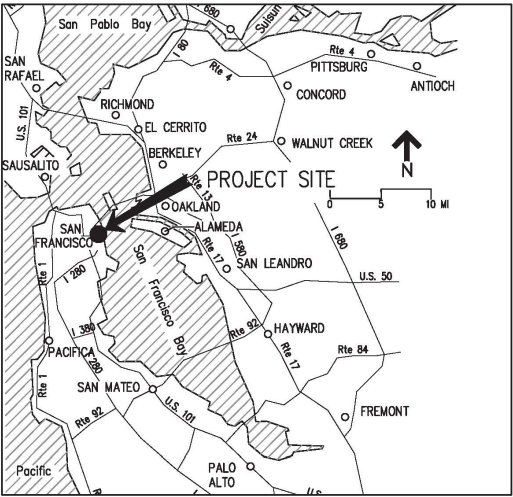 San Pablo Bay
680
Suisun
I 80
SAN
RAFAEL
Rte 4
Rte 4
PITTSBURG
ANTIOCH
CONCORD
RICHMOND
U.S. 101
EL CERRITO
Rte 24
WALNUT CREEK
BERKELEY
N
SAUSALITO
PROJECT SITE
Rte 13
0 5 10 MI
OAKLAND
SAN
FRANCISCO
ALAMEDA
I 580
I 680
Rte 1
I 280
San Francisco Bay
Rte 17
SAN LEANDRO
U.S. 50
I 380
Rte 92
HAYWARD
PACIFICA
I 280
Rte 84
Rte 17
Rte 1
SAN MATEO
U.S. 101
Rte 92
FREMONT
Pacific
PALO
ALTO
U.S.